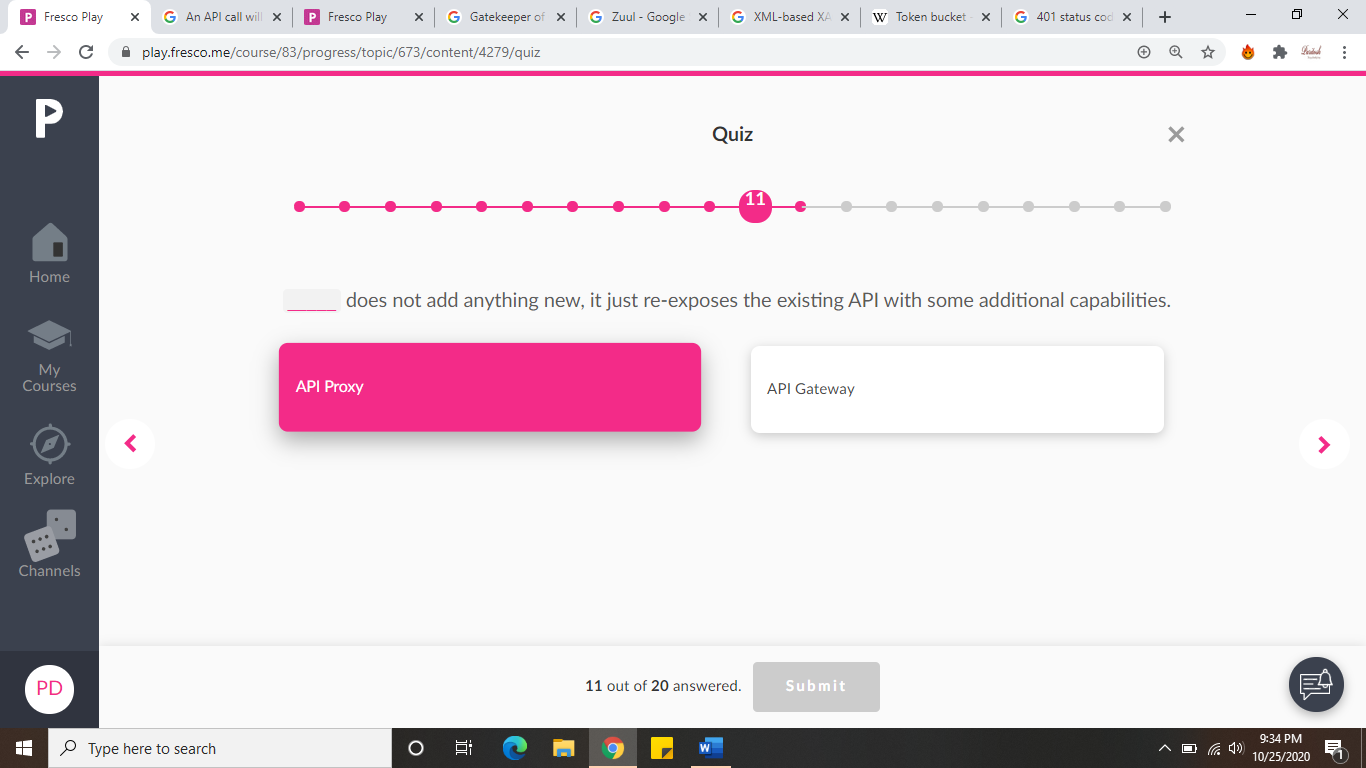 Fresco Play
An API call will
Fresco Play
Gatekeeper of
Zuul - Google
XML-based XA
Token bucket -
401 status cod
play.fresco.me/course/83/progress/topic/673/content/4279/quiz
P
Home
My
Courses
Explore
Channels
PD
Quiz
11
______ does not add anything new, it just re-exposes the existing API with some additional capabilities.
API Proxy
API Gateway
11 out of 20 answered.
Submit
Type here to search
9:34 PM
10/25/2020
1